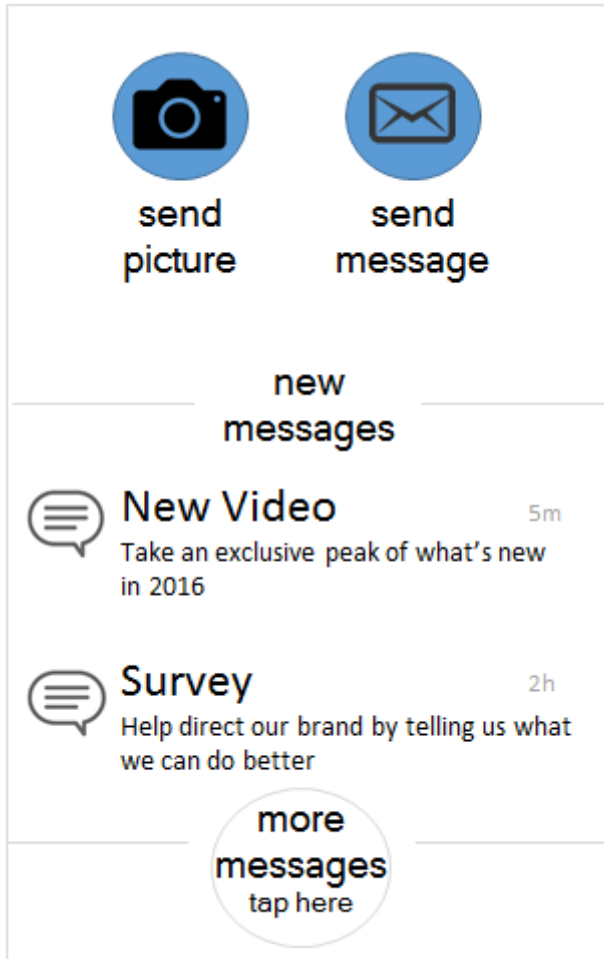 send send
picture message
new
messages
New Video 5m
Take an exclusive peak of what's new
in 2016
Survey 2h
Help direct our brand by telling us what
we can do better
more
messages
tap here